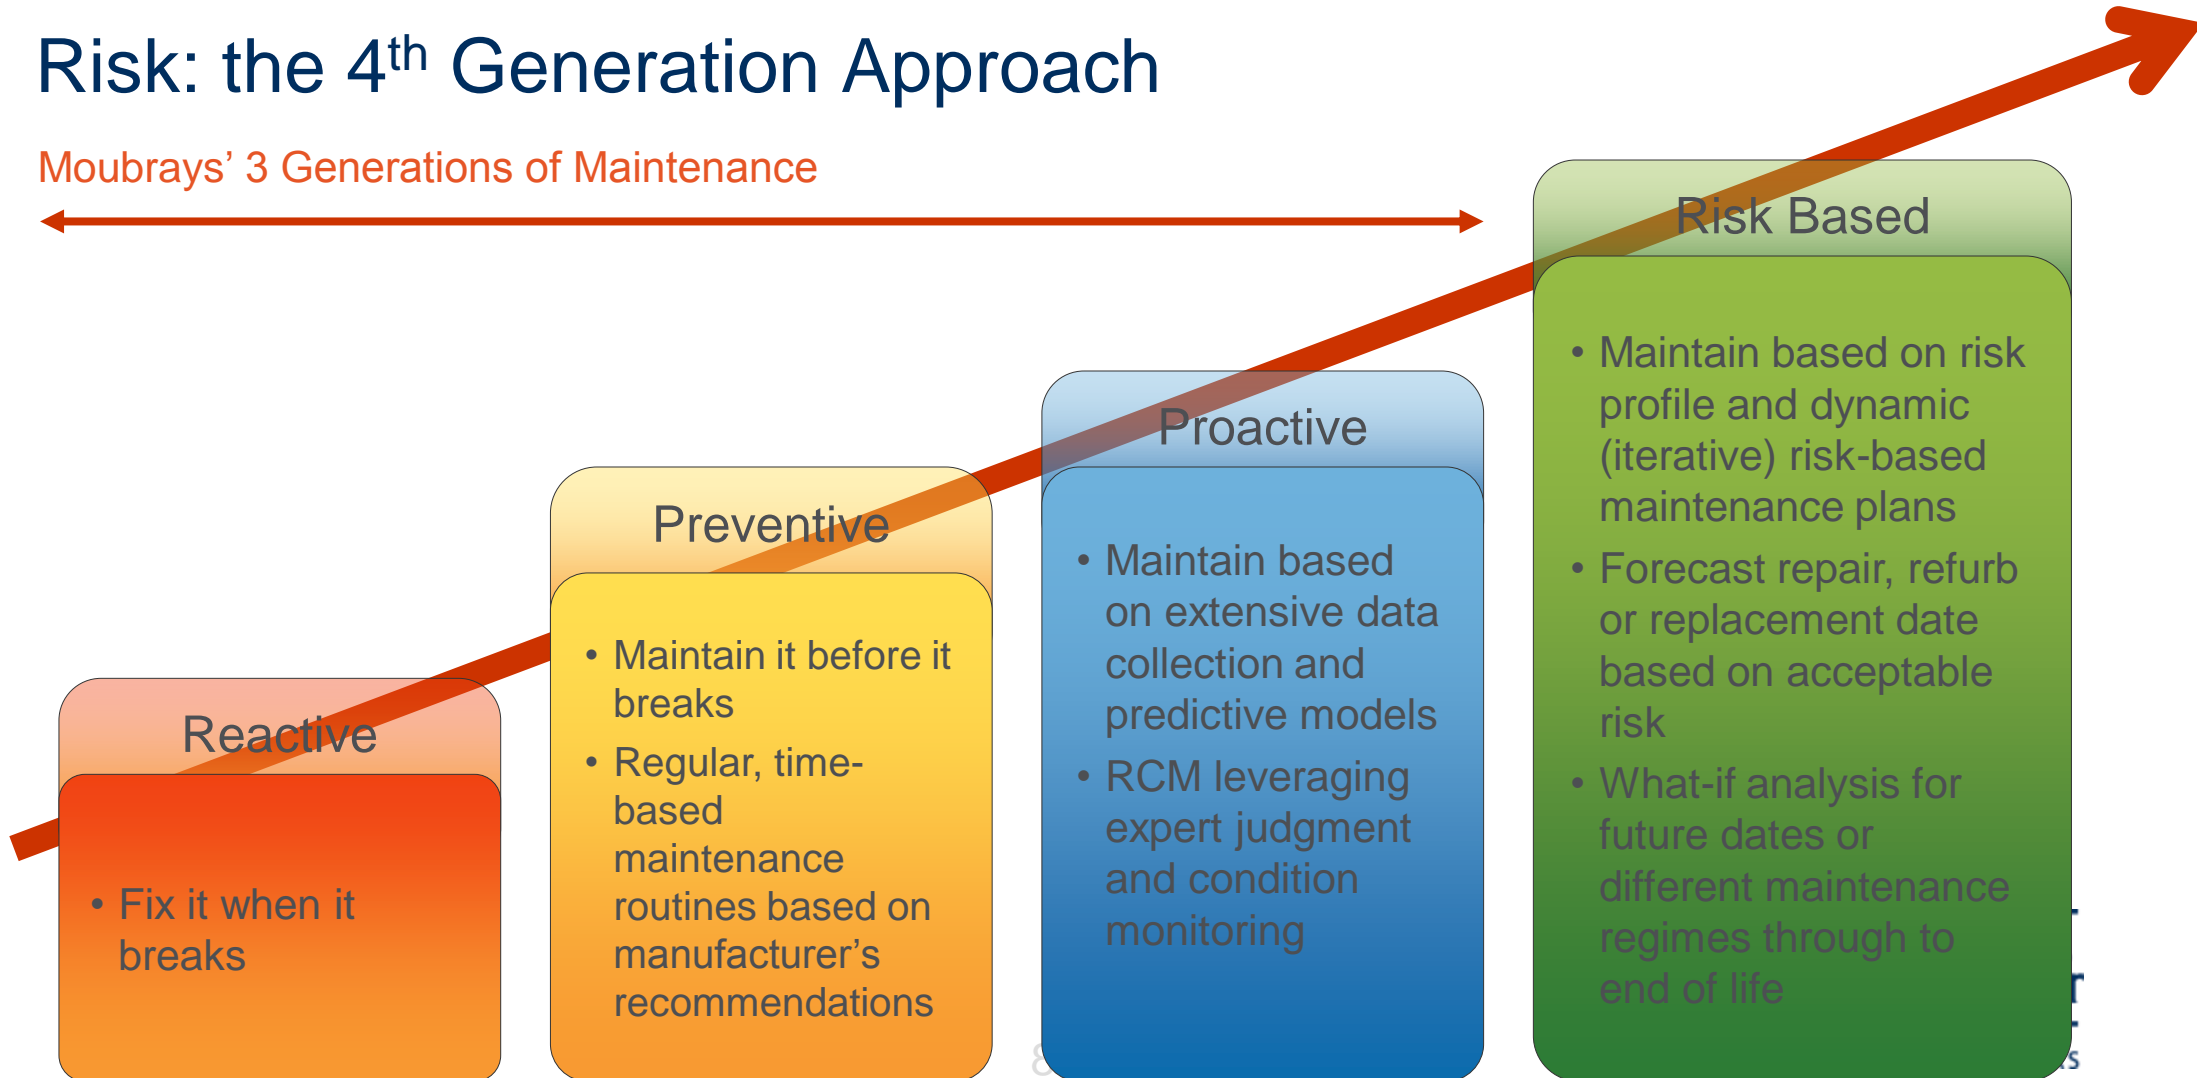 Risk: the 4th Generation Approach
Moubrays’ 3 Generations of Maintenance
Reactive
• Fix it when it
breaks
Preventive
• Maintain it before it
breaks
• Regular, time-
based
maintenance
routines based on
manufacturer’s
recommendations
Proactive
• Maintain based
on extensive data
collection and
predictive models
• RCM leveraging
expert judgment
and condition
monitoring
Risk Based
• Maintain based on risk
profile and dynamic
(iterative) risk-based
maintenance plans
• Forecast repair, refurb
or replacement date
based on acceptable
risk
• What-if analysis for
future dates or
different maintenance
regimes through to
end of life